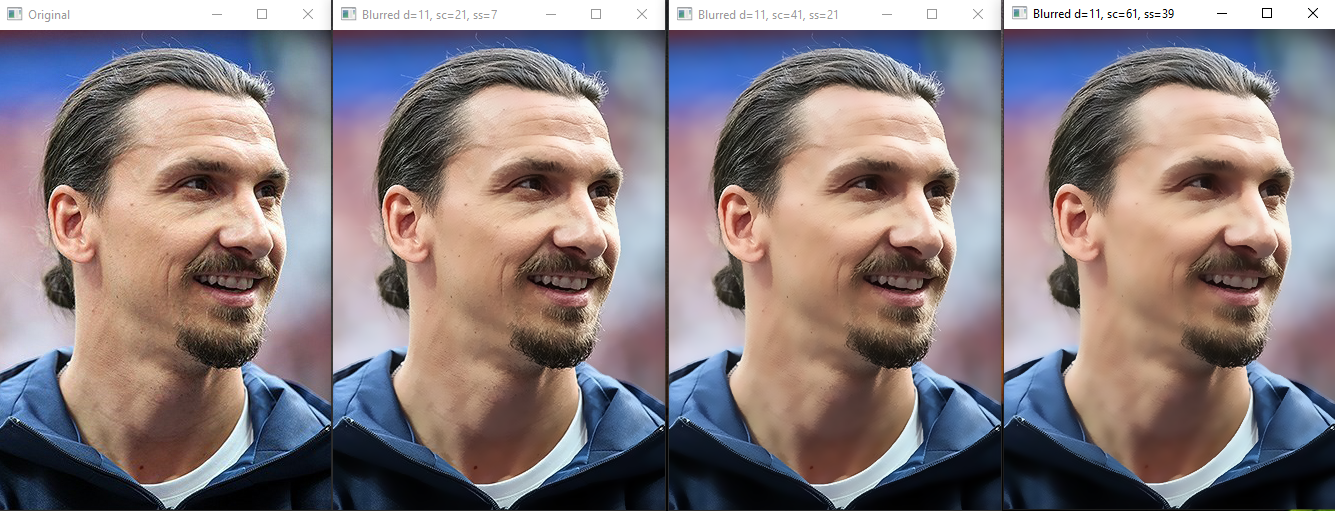 Original
Blurred d=11, sc=21, ss=7
Blurred d=11, sc=41, ss=21
Blurred d=11, sc=61, ss=39